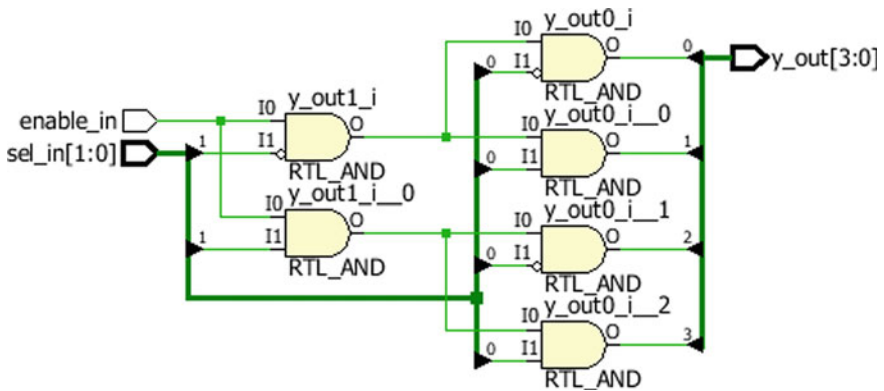 y_out0_i
I0
O
0
y_out[3:0]
0
I1
y_out1_i
RTL_AND
enable_in
I0
O
y_out0_i__0
I0
O
1
sel_in[1:0]
1
I1
0
I1
RTL_AND
y_out1_i__0
RTL_AND
y_out0_i__1
I0
O
I0
O
2
1
I1
0
I1
RTL_AND
RTL_AND
y_out0_i__2
I0
O
3
0
I1
RTL_AND